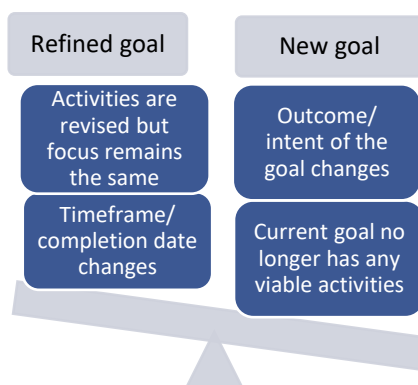 Refined goal
Activities are
revised but
focus remains
the same
Timeframe/
completion date
changes
New goal
Outcome/
intent of the
goal changes
Current goal no
longer has any
viable activities